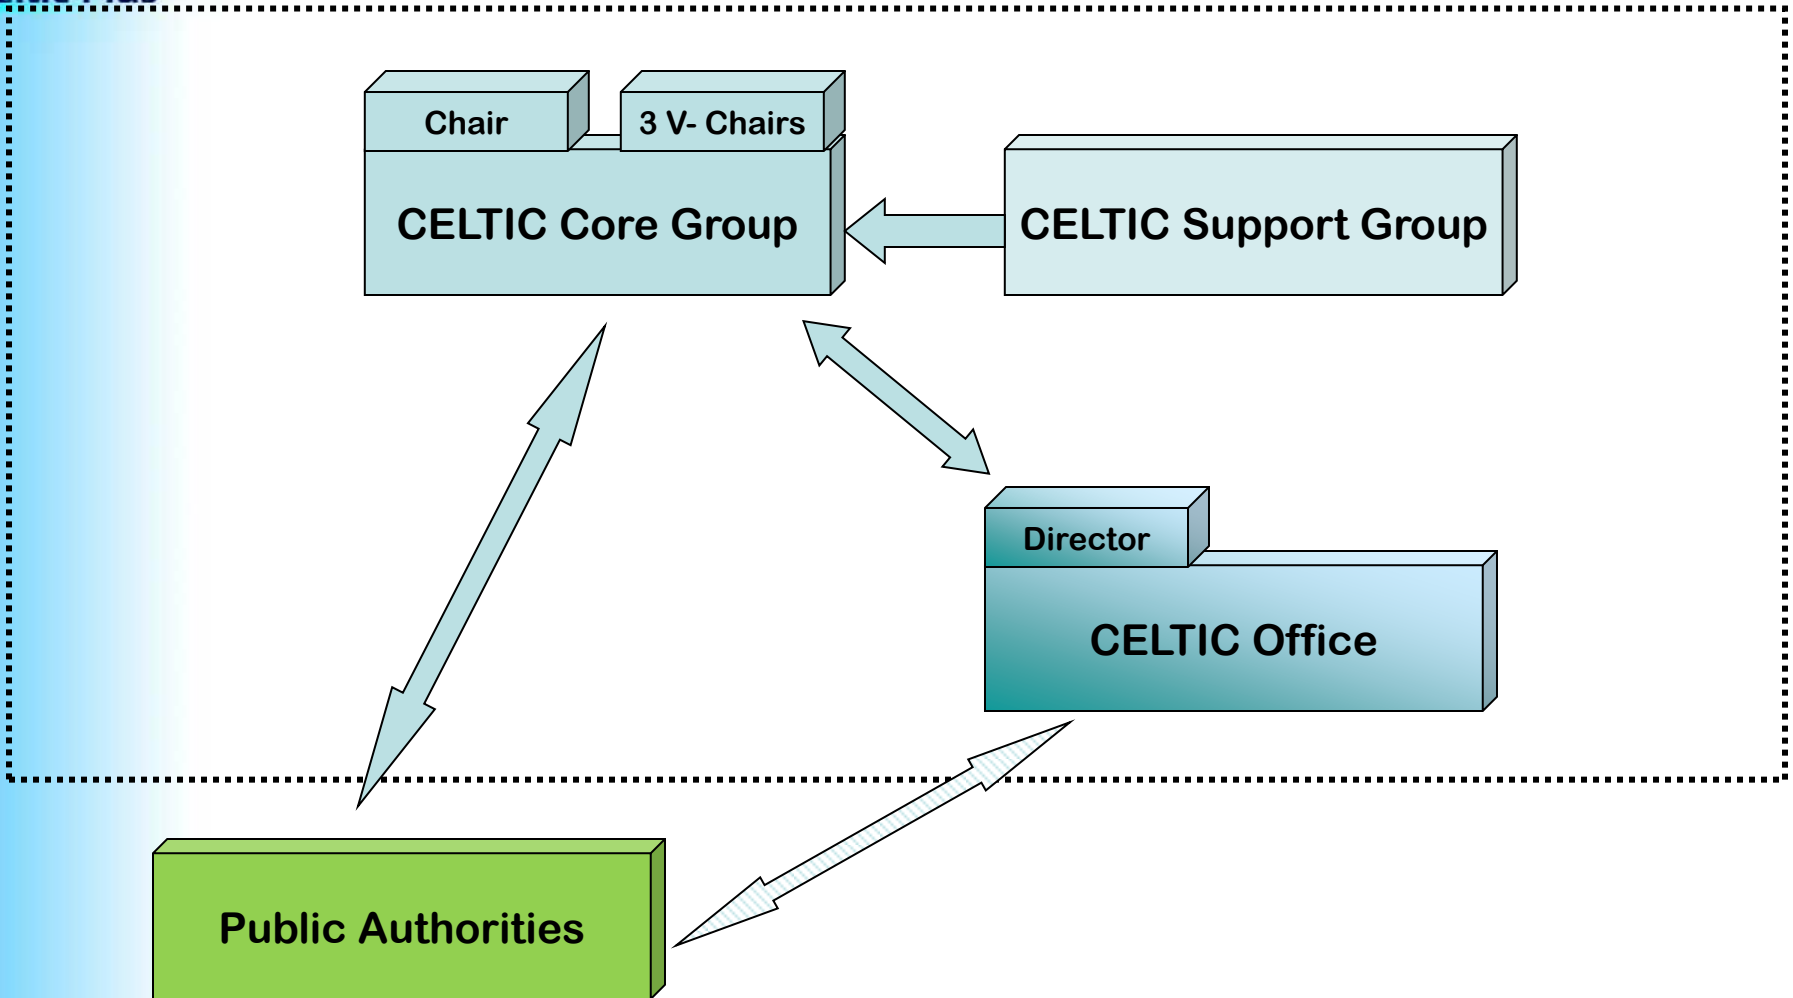 Chair
3 V- Chairs
CELTIC Core Group
CELTIC Support Group
Director
CELTIC Office
Public Authorities